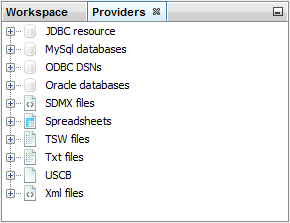 Workspace Providers
JDBC resource
MySql databases
ODBC DSNs
Oracle databases
SDMX files
Spreadsheets
TSW files
Txt files
USCB
Xml files